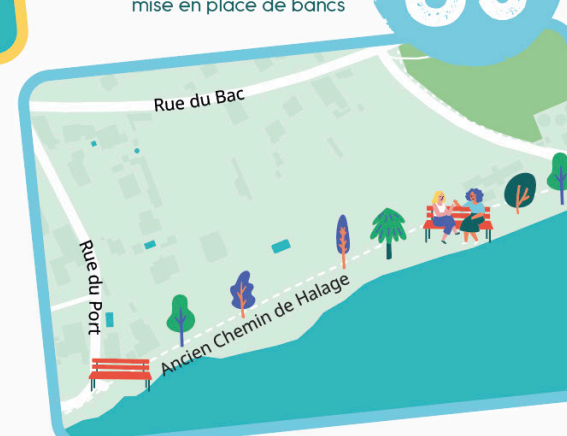 mise en place de bancs
Rue du Bac
Rue du Port
Ancien Chemin de Halage